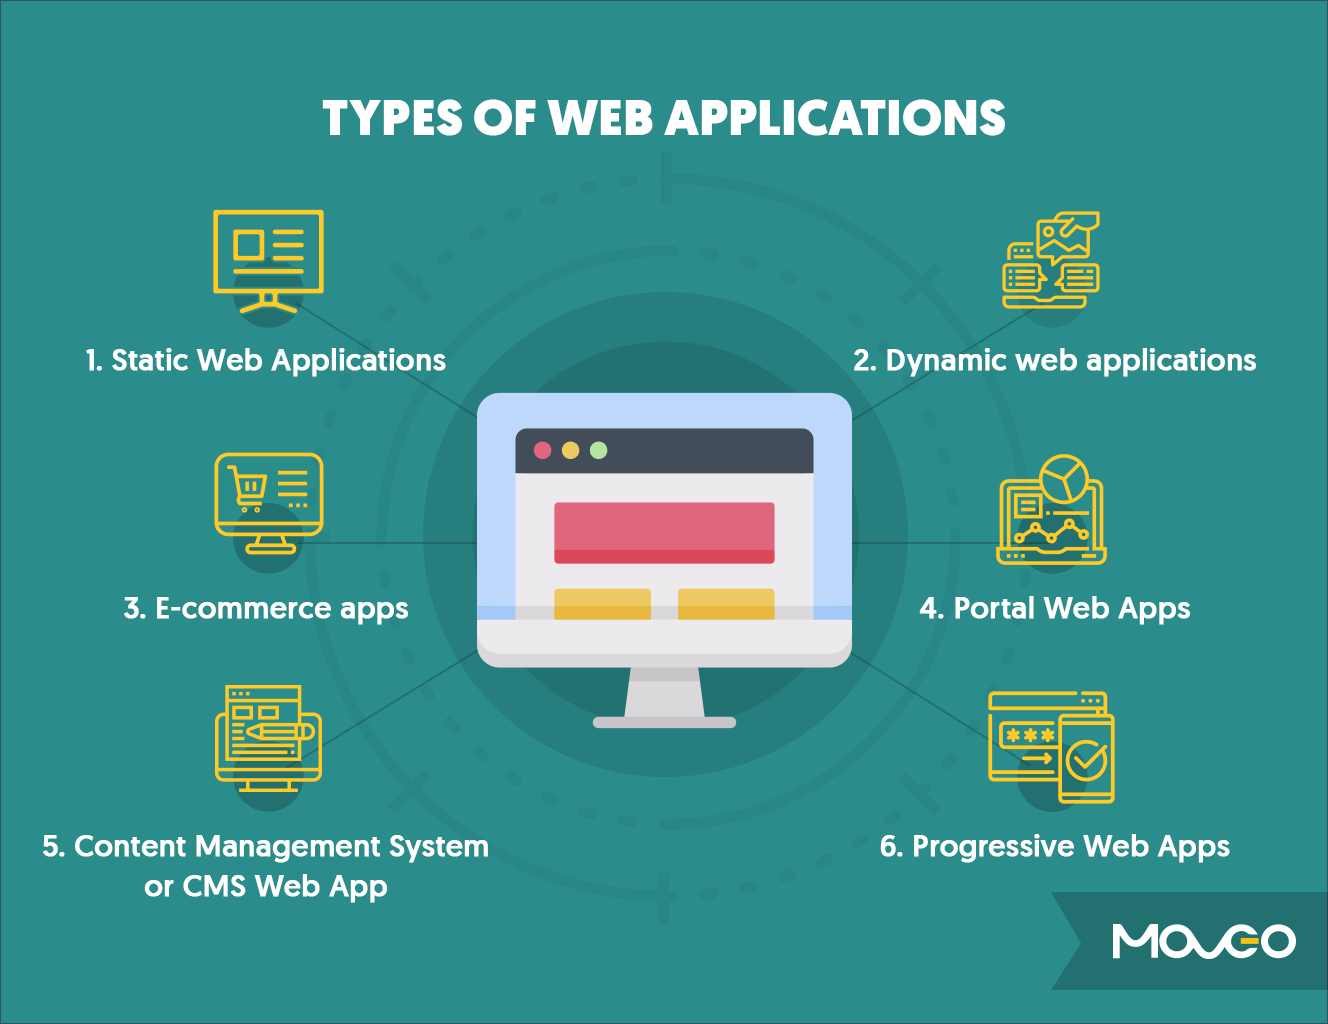 TYPES OF WEB APPLICATIONS
1. Static Web Applications
2. Dynamic web applications
3. E-commerce apps
4. Portal Web Apps
***
5. Content Management System
or CMS Web App
6. Progressive Web Apps
MOVGO